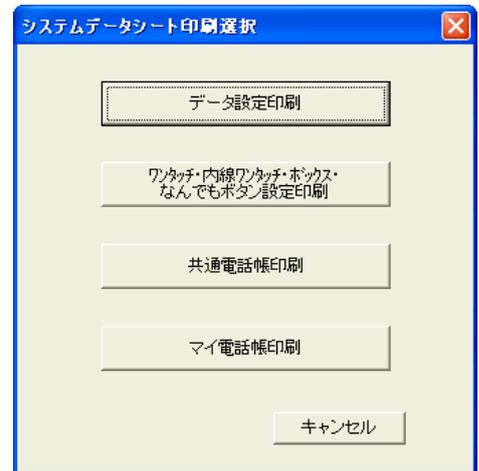 システムデータシート印刷選択
データ設定印刷
ﾜﾝﾀｯﾁ・内線ﾜﾝﾀｯﾁ・ﾎﾞｯｸｽ・
なんでもボタン設定印刷
共通電話帳印刷
マイ電話帳印刷
キャンセル